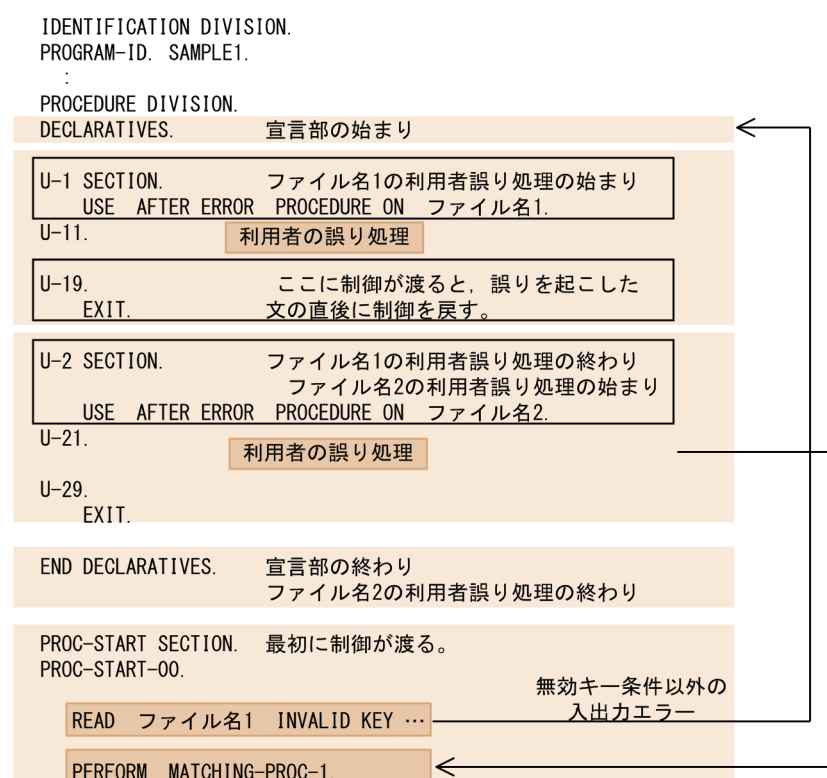 IDENTIFICATION DIVISION.
PROGRAM-ID. SAMPLE1.
:
PROCEDURE DIVISION.
DECLARATIVES. 宣言部の始まり
U-1 SECTION. ファイル名1の利用者誤り処理の始まり
USE AFTER ERROR PROCEDURE ON ファイル名1.
U-11.
利用者の誤り処理
U-19. ここに制御が渡ると, 誤りを起こした
EXIT. 文の直後に制御を戻す。
U-2 SECTION. ファイル名1の利用者誤り処理の終わり
ファイル名2の利用者誤り処理の始まり
USE AFTER ERROR PROCEDURE ON ファイル名2.
U-21.
利用者の誤り処理
U-29.
EXIT.
END DECLARATIVES. 宣言部の終わり
ファイル名2の利用者誤り処理の終わり
PROC-START SECTION. 最初に制御が渡る。
PROC-START-00.
無効キー条件以外の
入出力エラー
READ ファイル名1 INVALID KEY …
PERFORM MATCHING-PROC-1